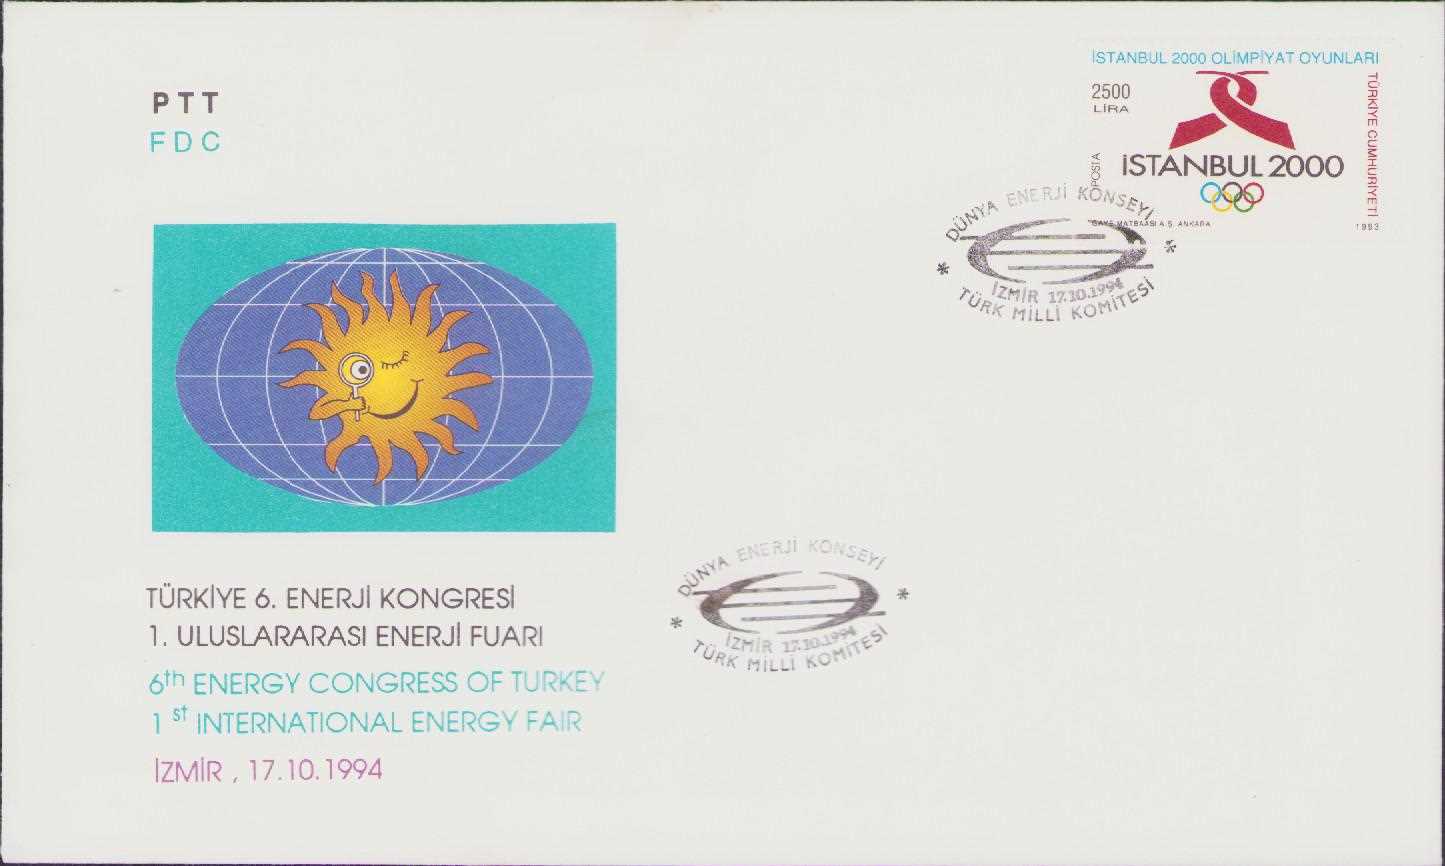 PTT
FDC
İSTANBUL 2000 OLİMPİYAT OYUNLARI
2500
LİRA
TÜRKİYE CUMHURİYETİ
POSTA
İSTANBUL 2000
MATBAASI A.Ş. ANKARA
1993
DÜNYA ENERJİ KONSEYİ
İZMİR 17.10.1994
TÜRK MİLLİ KOMİTESİ
DÜNYA ENERJİ KONSEYİ
İZMİR 17.10.1994
TÜRK MİLLİ KOMİTESİ
TÜRKİYE 6. ENERJİ KONGRESİ
1. ULUSLARARASI ENERJİ FUARI
6th ENERGY CONGRESS OF TURKEY
1st INTERNATIONAL ENERGY FAIR
İZMİR , 17.10.1994